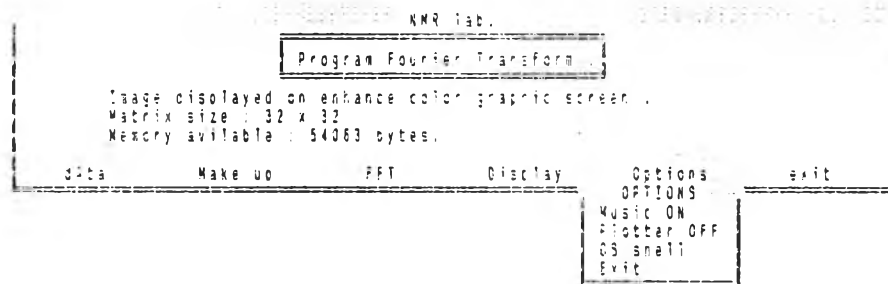 NMR lab.
Program Fourier Transform .
Image displayed on enhance color graphic screen .
Matrix size : 32 x 32
Memory avilable : 54083 bytes.
data Make up FFT Display Options exit
OPTIONS
Music ON
Plotter OFF
OS shell
Exit